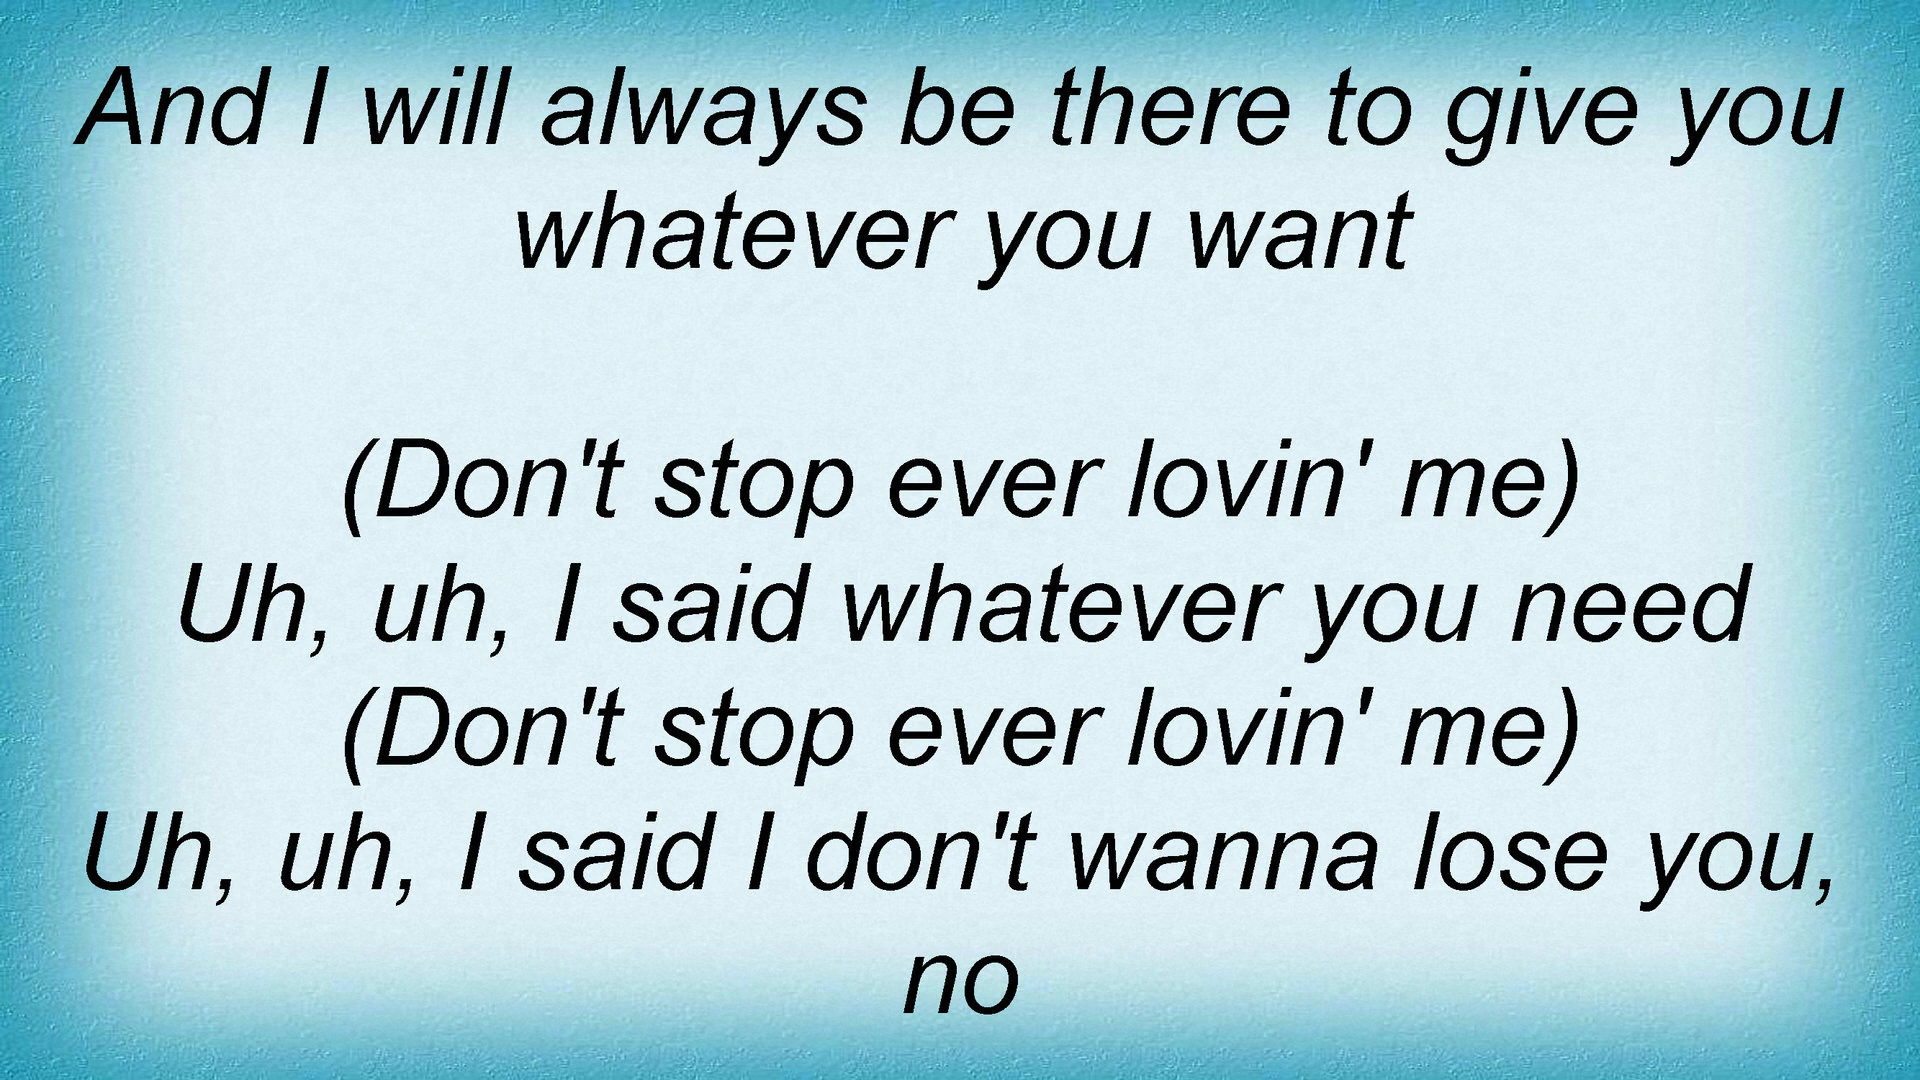 And I will always be there to give you
whatever you want
(Don't stop ever lovin' me)
Uh, uh, I said whatever you need
(Don't stop ever lovin' me)
Uh, uh, I said I don't wanna lose you,
no